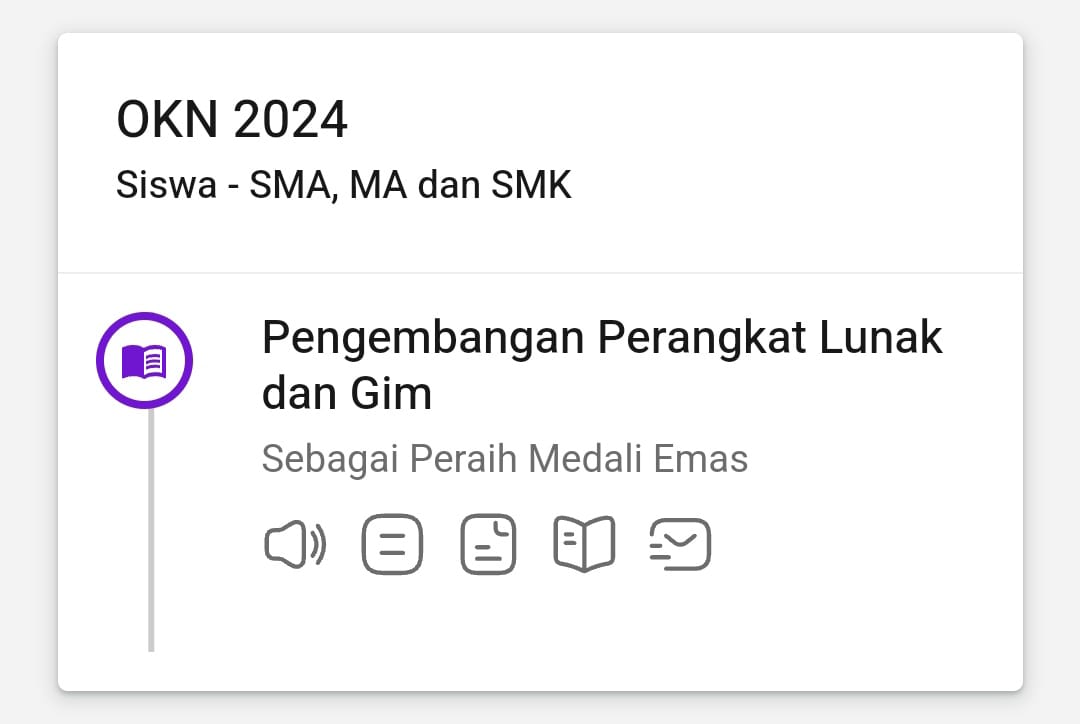 OKN 2024
Siswa - SMA, MA dan SMK
Pengembangan Perangkat Lunak
dan Gim
Sebagai Peraih Medali Emas